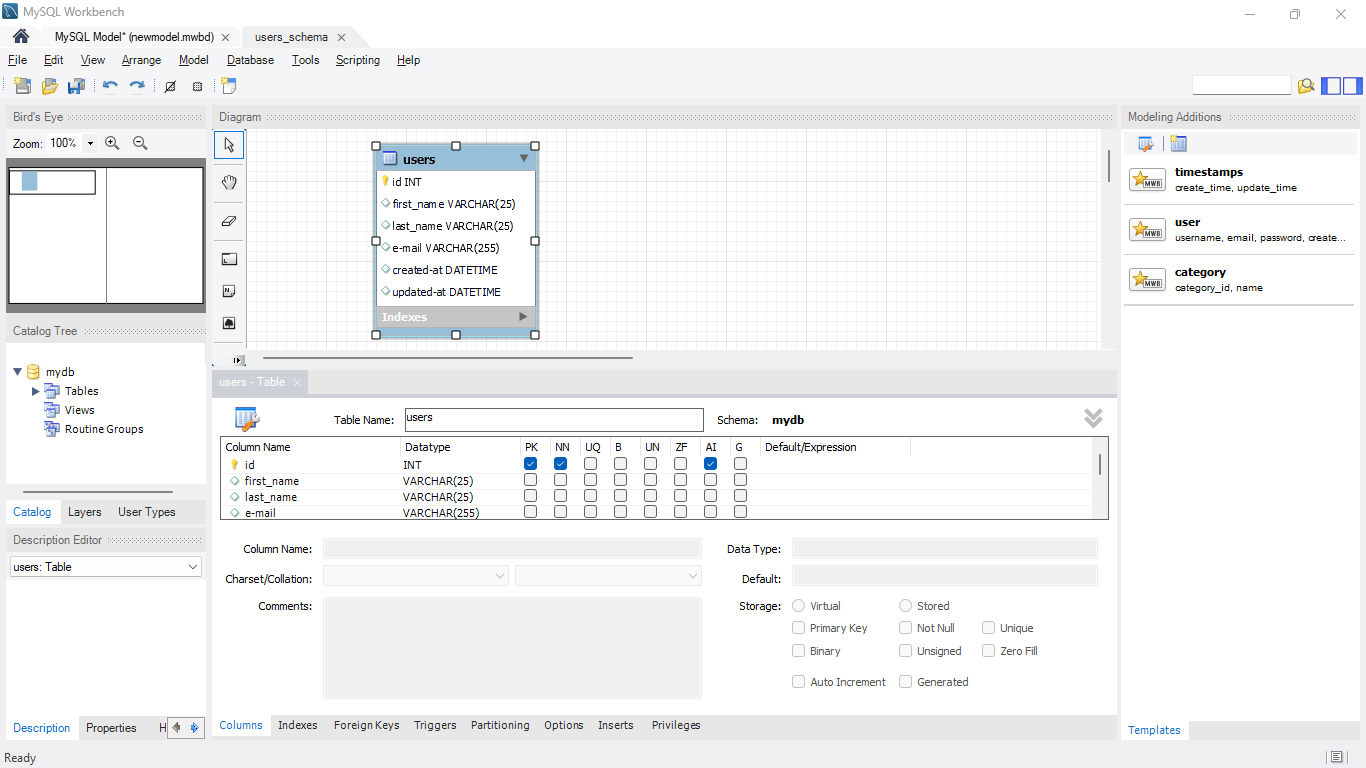 MySQL Workbench
MySQL Model* (newmodel.mwbd)
users_schema
File Edit View Arrange Model Database Tools Scripting Help
Bird's Eye
Zoom: 100%
Catalog Tree
mydb
Tables
Views
Routine Groups
Catalog Layers User Types
Description Editor
users: Table
Description Properties H
Diagram
users
id INT
first_name VARCHAR(25)
last_name VARCHAR(25)
e-mail VARCHAR(255)
created-at DATETIME
updated-at DATETIME
Indexes
users - Table
Table Name: users Schema: mydb
Column Name Datatype PK NN UQ B UN ZF AI G Default/Expression
id INT
first_name VARCHAR(25)
last_name VARCHAR(25)
e-mail VARCHAR(255)
Column Name: Data Type:
Charset/Collation: Default:
Comments: Storage: Virtual Stored
Primary Key Not Null Unique
Binary Unsigned Zero Fill
Auto Increment Generated
Columns Indexes Foreign Keys Triggers Partitioning Options Inserts Privileges
Modeling Additions
MWB
timestamps
create_time, update_time
MWB
user
username, email, password, create...
MWB
category
category_id, name
Templates
Ready